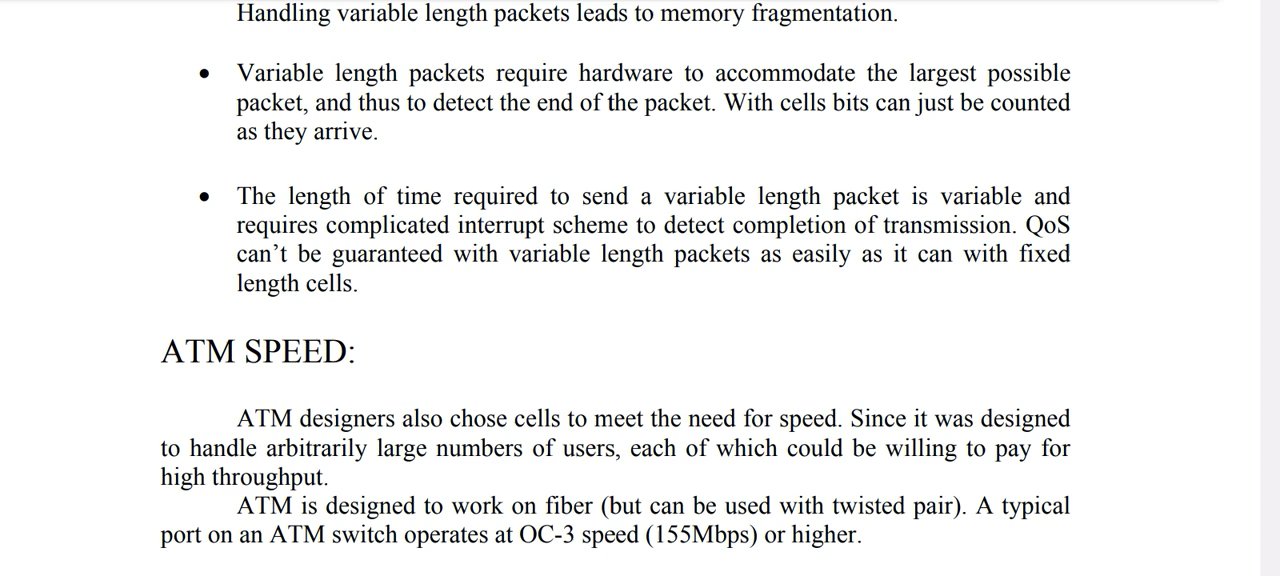 Handling variable length packets leads to memory fragmentation.
• Variable length packets require hardware to accommodate the largest possible
packet, and thus to detect the end of the packet. With cells bits can just be counted
as they arrive.
• The length of time required to send a variable length packet is variable and
requires complicated interrupt scheme to detect completion of transmission. QoS
can’t be guaranteed with variable length packets as easily as it can with fixed
length cells.
ATM SPEED:
ATM designers also chose cells to meet the need for speed. Since it was designed
to handle arbitrarily large numbers of users, each of which could be willing to pay for
high throughput.
ATM is designed to work on fiber (but can be used with twisted pair). A typical
port on an ATM switch operates at OC-3 speed (155Mbps) or higher.